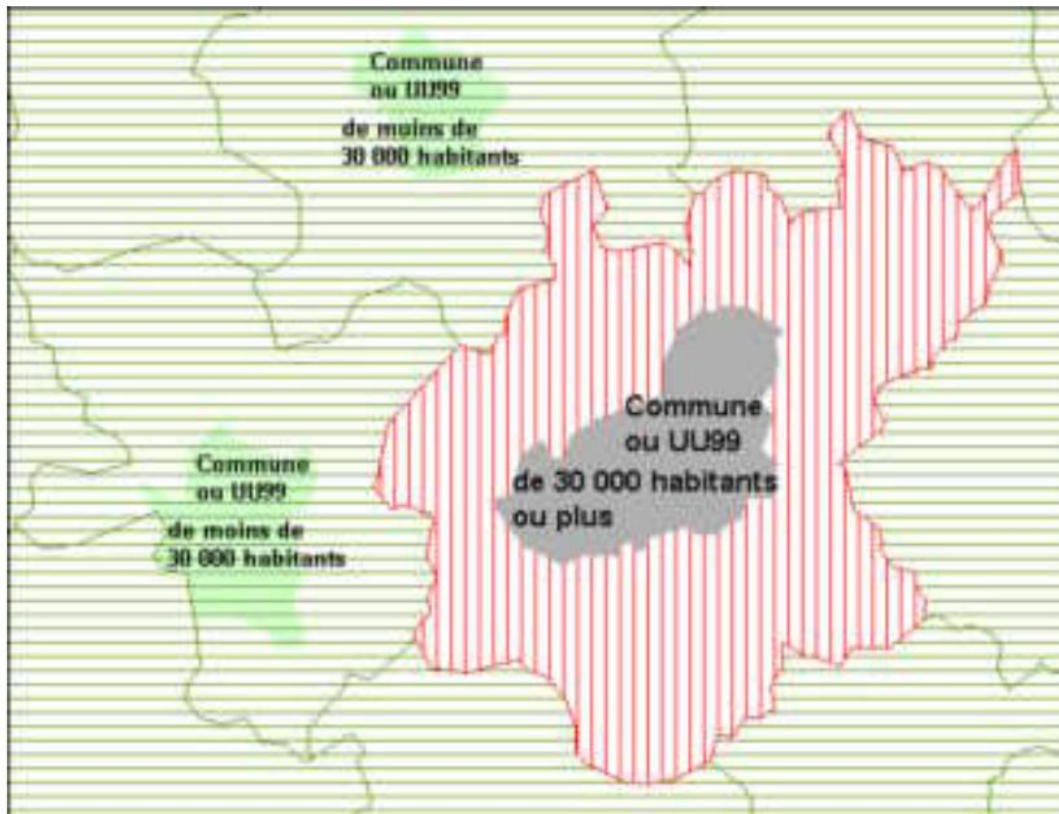 Commune
ou UU99
de moins de
30 000 habitants
Commune
ou UU99
de 30 000 habitants
ou plus
Commune
ou UU99
de moins de
30 000 habitants